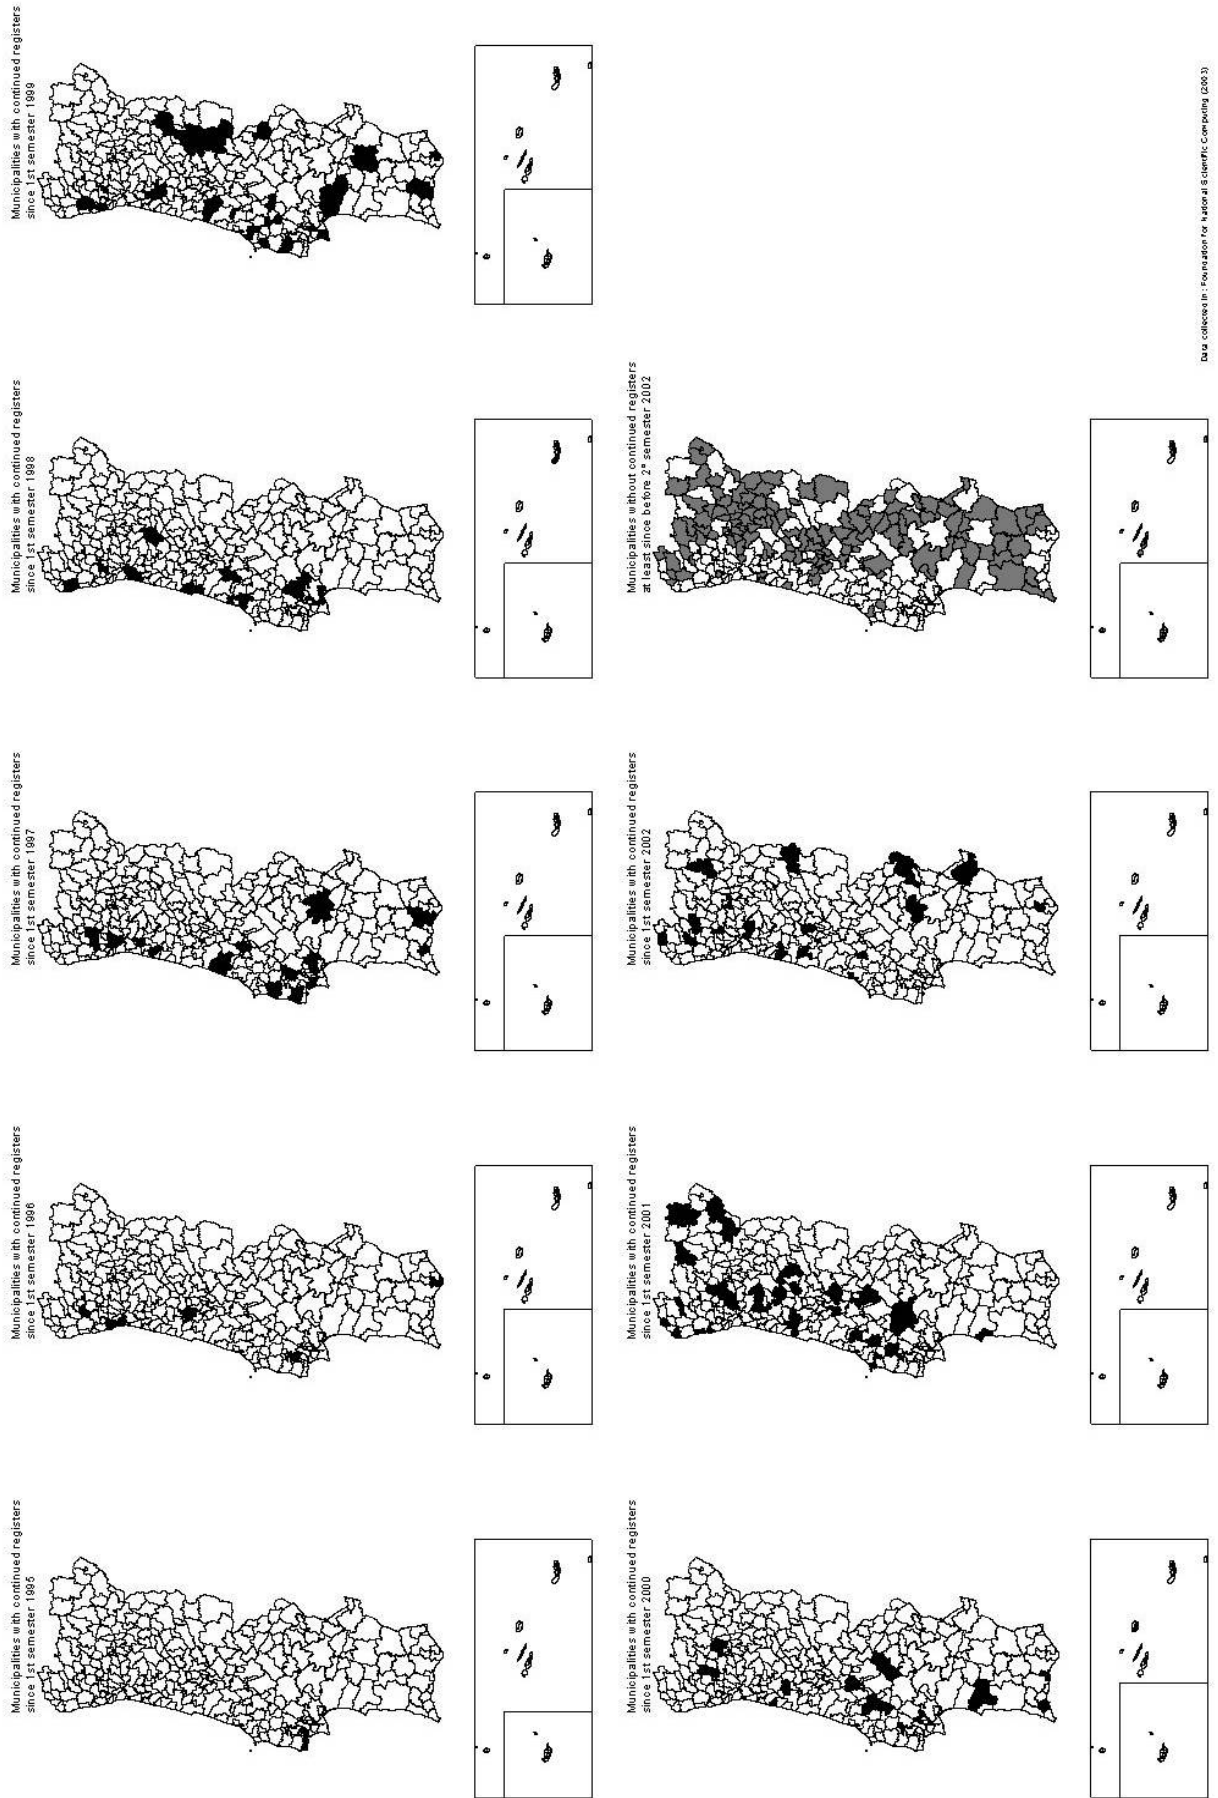 Municipalities with continued registers
since 1st semester 1995
Municipalities with continued registers
since 1st semester 1996
Municipalities with continued registers
since 1st semester 1997
Municipalities with continued registers
since 1st semester 1998
Municipalities with continued registers
since 1st semester 1999
Municipalities with continued registers
since 1st semester 2000
Municipalities with continued registers
since 1st semester 2001
Municipalities with continued registers
since 1st semester 2002
Municipalities without continued registers
at least since before 2° semester 2002
Data collected in : Foundation for National Scientific Computing (2003)